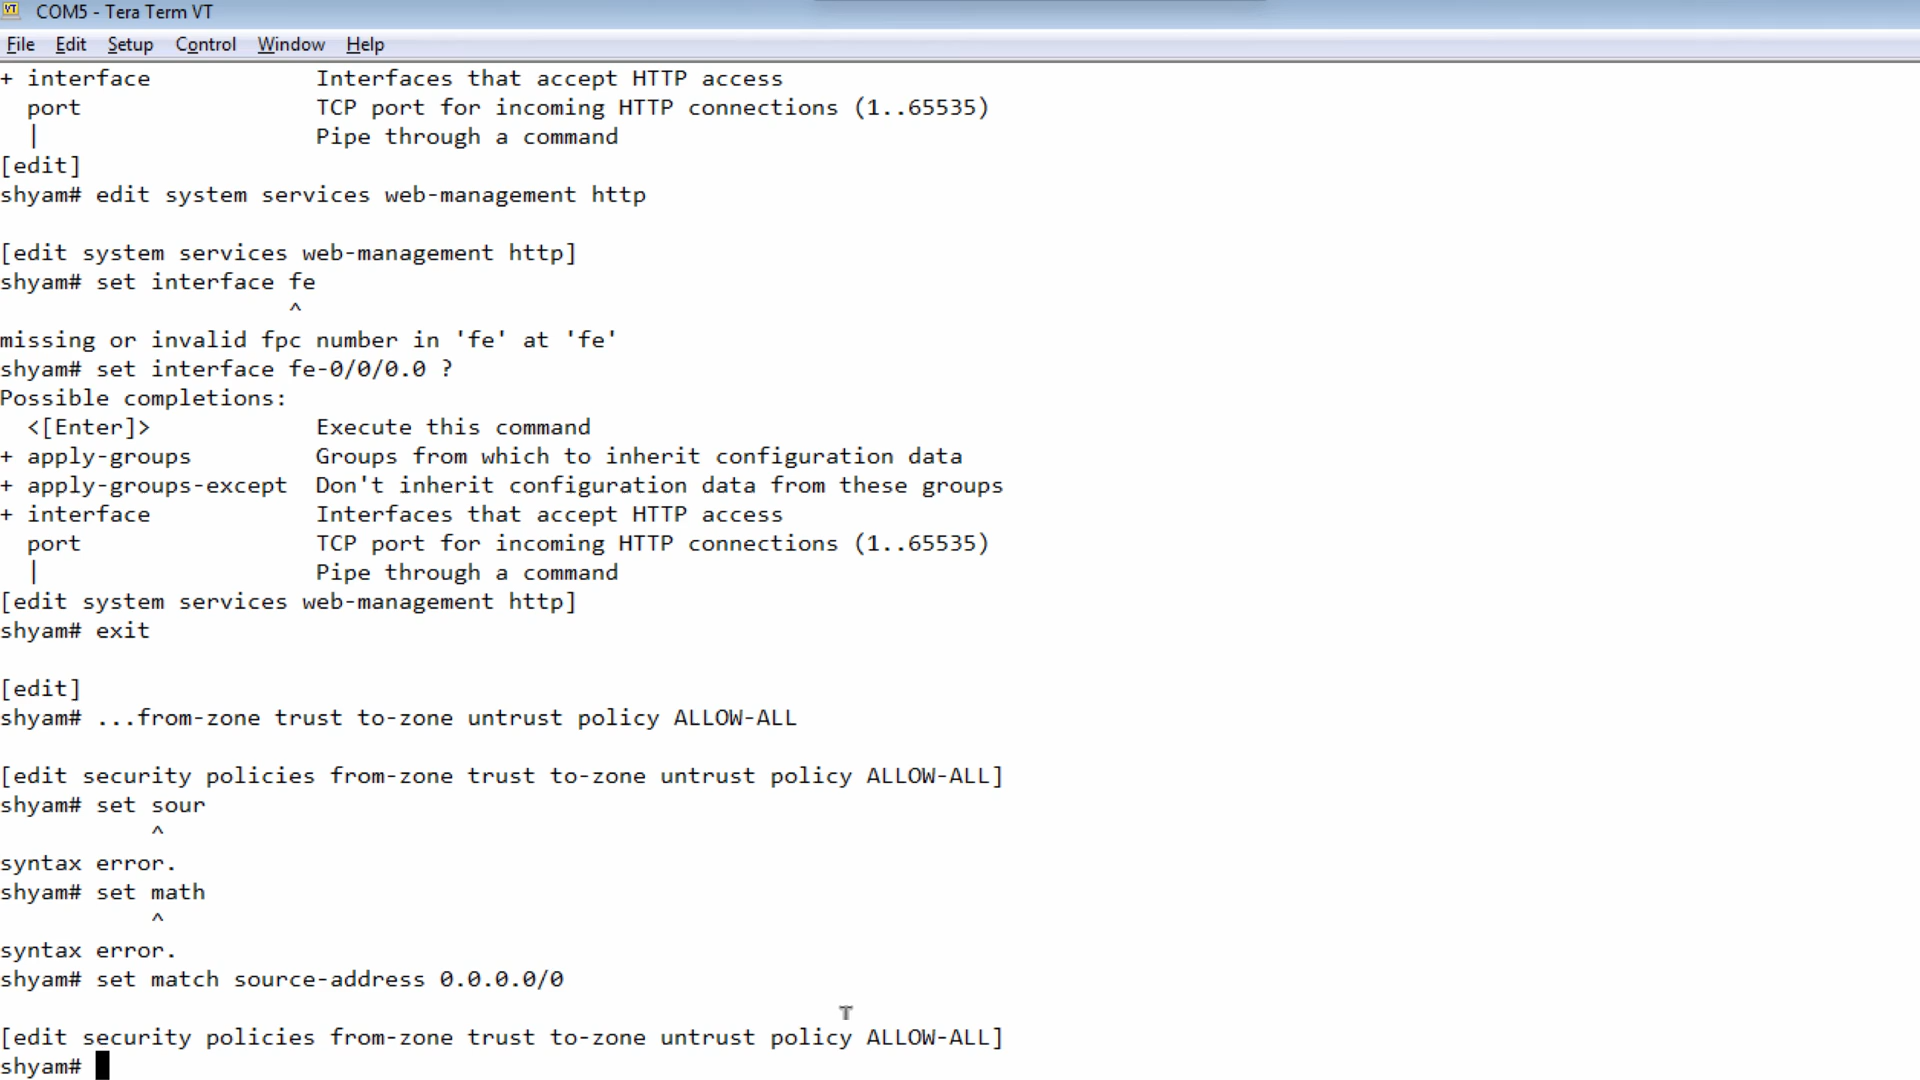 COM5 - Tera Term VT
File Edit Setup Control Window Help
+ interface Interfaces that accept HTTP access
port TCP port for incoming HTTP connections (1..65535)
| Pipe through a command
[edit]
shyam# edit system services web-management http
[edit system services web-management http]
shyam# set interface fe
^
missing or invalid fpc number in 'fe' at 'fe'
shyam# set interface fe-0/0/0.0 ?
Possible completions:
<[Enter]> Execute this command
+ apply-groups Groups from which to inherit configuration data
+ apply-groups-except Don't inherit configuration data from these groups
+ interface Interfaces that accept HTTP access
port TCP port for incoming HTTP connections (1..65535)
| Pipe through a command
[edit system services web-management http]
shyam# exit
[edit]
shyam# ...from-zone trust to-zone untrust policy ALLOW-ALL
[edit security policies from-zone trust to-zone untrust policy ALLOW-ALL]
shyam# set sour
^
syntax error.
shyam# set math
^
syntax error.
shyam# set match source-address 0.0.0.0/0
[edit security policies from-zone trust to-zone untrust policy ALLOW-ALL]
shyam#